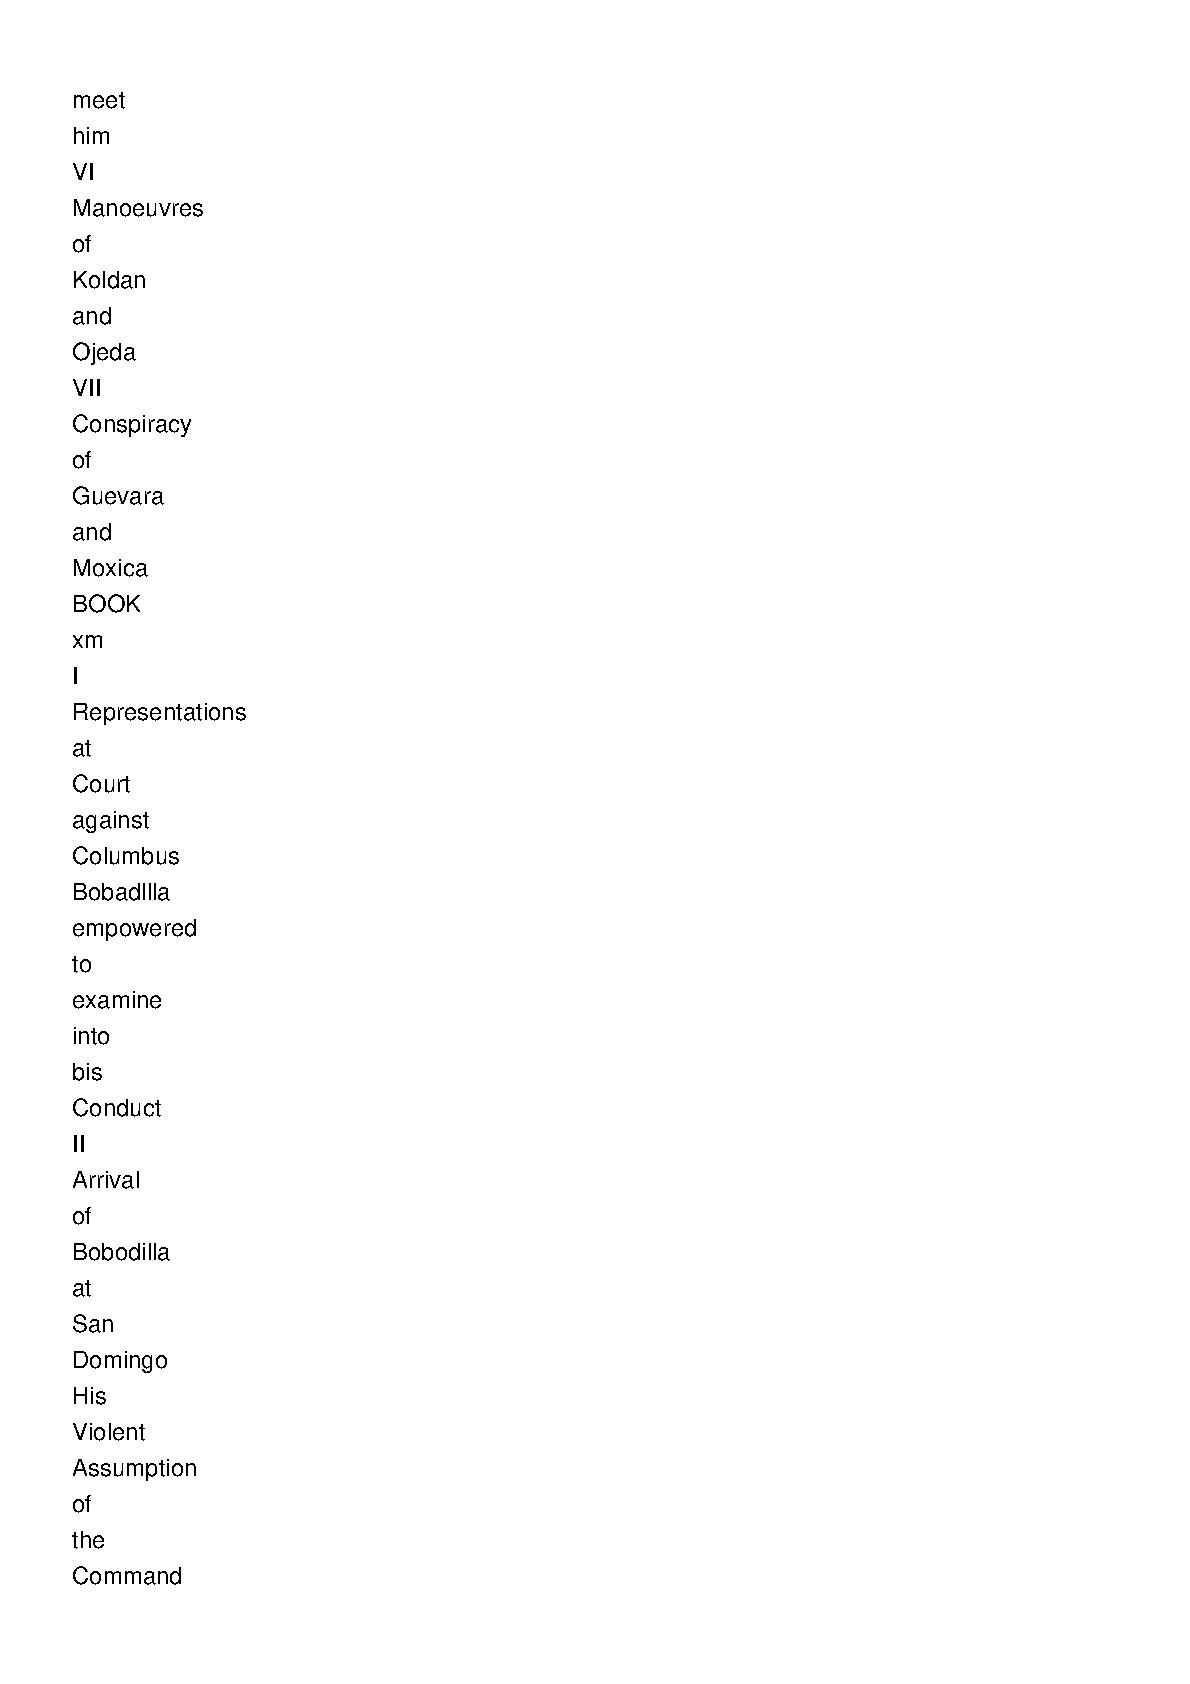 meet
him
VI
Manoeuvres
of
Koldan
and
Ojeda
VII
Conspiracy
of
Guevara
and
Moxica
BOOK
xm
I
Representations
at
Court
against
Columbus
Bobadllla
empowered
to
examine
into
bis
Conduct
II
Arrival
of
Bobodilla
at
San
Domingo
His
Violent
Assumption
of
the
Command